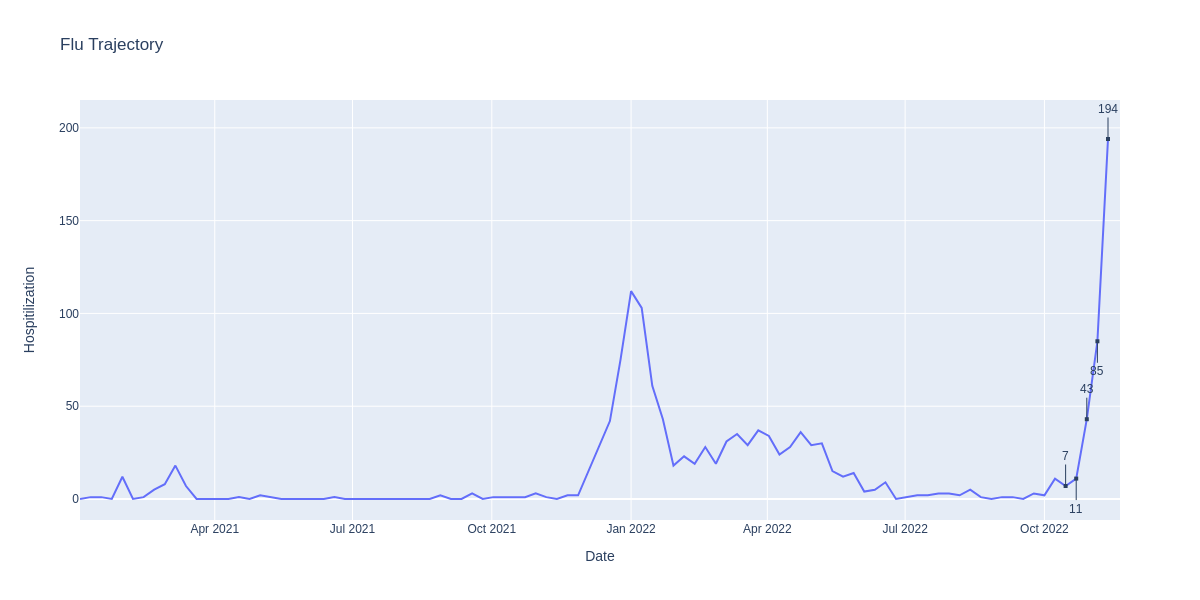 Flu Trajectory
194
200
150
Hospitilization
100
85
50
43
7
0
11
Apr 2021
Jul 2021
Oct 2021
Jan 2022
Apr 2022
Jul 2022
Oct 2022
Date